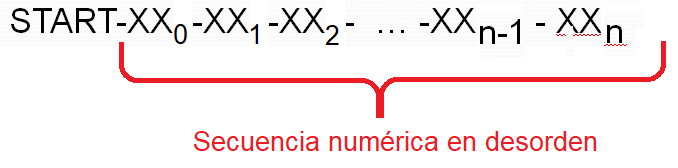 START-XX₀-XX₁-XX₂- ... -XXₙ₋₁ - XXₙ
Secuencia numérica en desorden